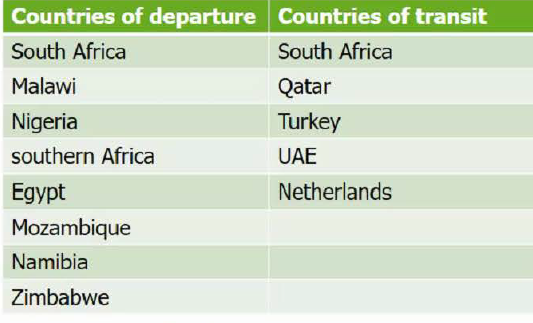 Countries of departure Countries of transit
South Africa South Africa
Malawi Qatar
Nigeria Turkey
southern Africa UAE
Egypt Netherlands
Mozambique
Namibia
Zimbabwe